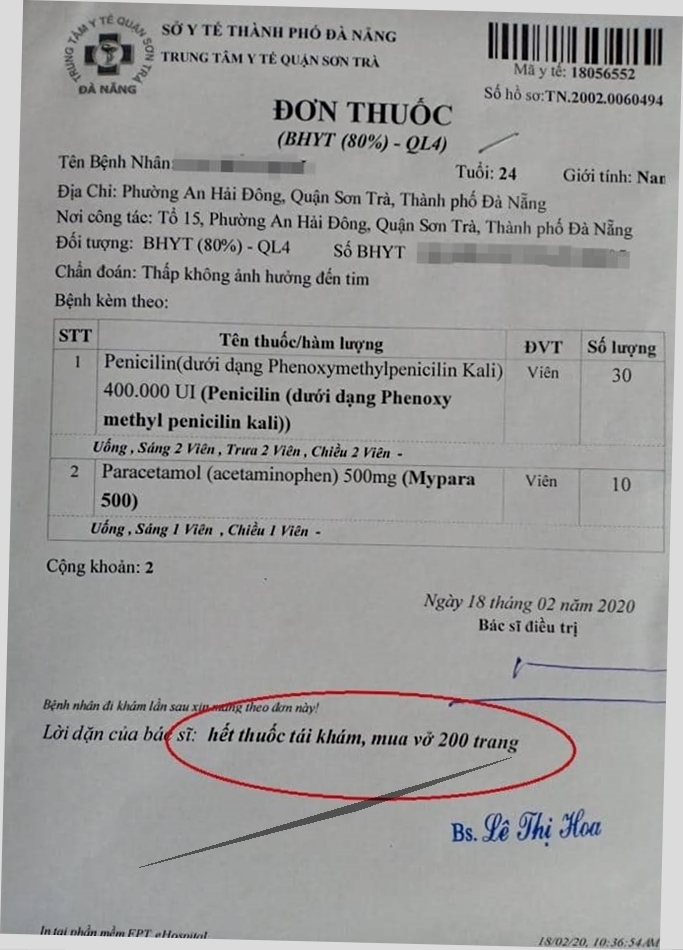 TRUNG TÂM Y TẾ QUẬN SƠN TRÀ
ĐÀ NẴNG
SỞ Y TẾ THÀNH PHỐ ĐÀ NẴNG
TRUNG TÂM Y TẾ QUẬN SƠN TRÀ
Mã y tế: 18056552
Số hồ sơ:TN.2002.0060494
ĐƠN THUỐC
(BHYT (80%) - QL4)
Tên Bệnh Nhân:
Tuổi: 24
Giới tính: Nam
Địa Chỉ: Phường An Hải Đông, Quận Sơn Trà, Thành phố Đà Nẵng
Nơi công tác: Tổ 15, Phường An Hải Đông, Quận Sơn Trà, Thành phố Đà Nẵng
Đối tượng: BHYT (80%) - QL4 Số BHYT
Chẩn đoán: Thấp không ảnh hưởng đến tim
Bệnh kèm theo:
STT Tên thuốc/hàm lượng ĐVT Số lượng
1 Penicilin(dưới dạng Phenoxymethylpenicilin Kali) Viên 30
400.000 UI (Penicilin (dưới dạng Phenoxy
methyl penicilin kali))
Uống , Sáng 2 Viên , Trưa 2 Viên , Chiều 2 Viên -
2 Paracetamol (acetaminophen) 500mg (Mypara Viên 10
500)
Uống , Sáng 1 Viên , Chiều 1 Viên -
Cộng khoản: 2
Ngày 18 tháng 02 năm 2020
Bác sĩ điều trị
Bệnh nhân đi khám lần sau xin mang theo đơn này!
Lời dặn của bác sĩ: hết thuốc tái khám, mua vở 200 trang
Bs. Lê Thị Hoa
In tại phần mềm FPT.eHospital
18/02/20, 10:36:54AM